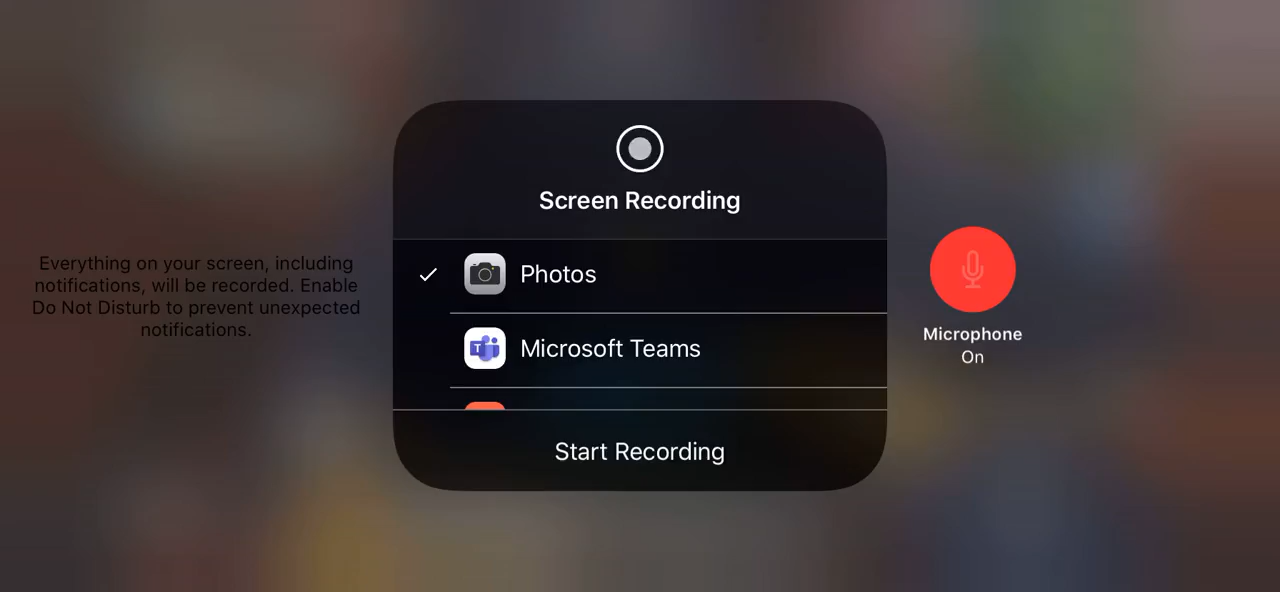 Screen Recording
Everything on your screen, including
notifications, will be recorded. Enable
Do Not Disturb to prevent unexpected
notifications.
Photos
Microsoft Teams
Start Recording
Microphone
On